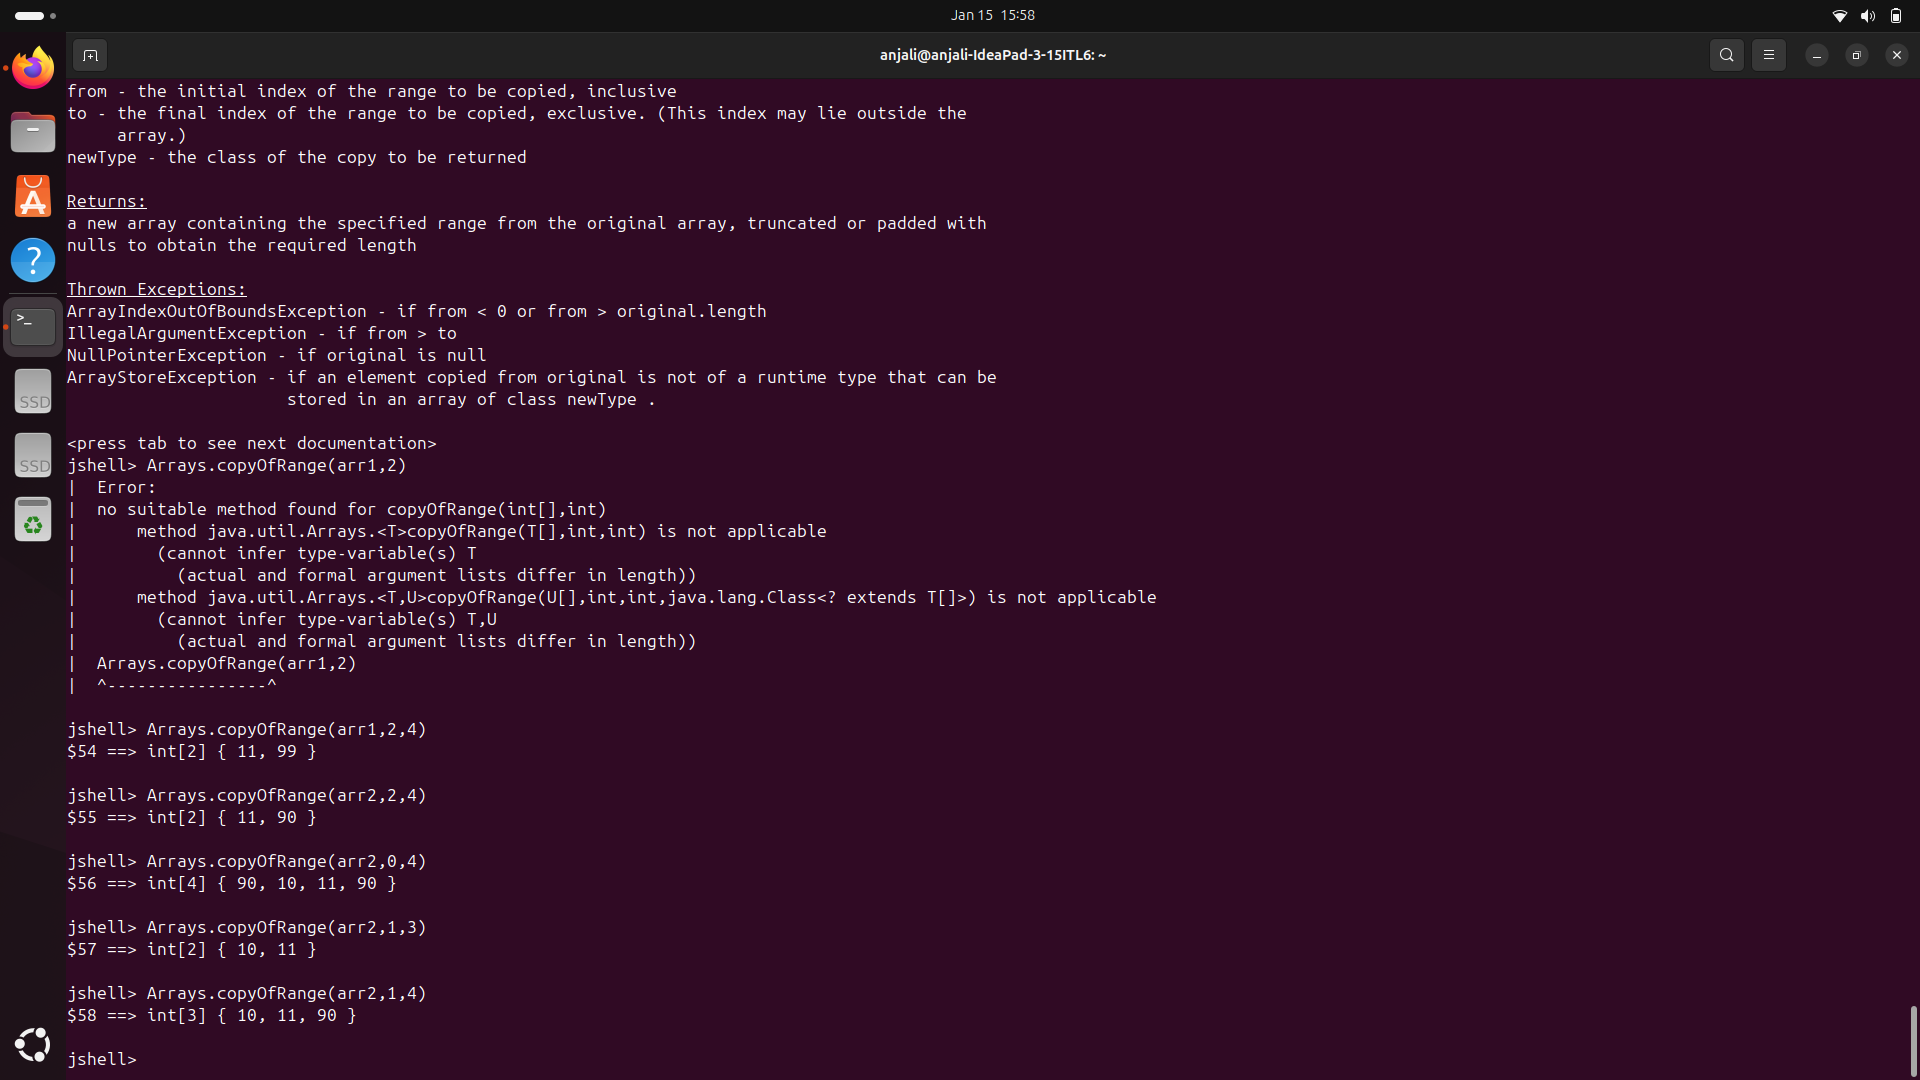 Jan 15 15:58
anjali@anjali-IdeaPad-3-15ITL6: ~
from - the initial index of the range to be copied, inclusive
to - the final index of the range to be copied, exclusive. (This index may lie outside the
array.)
newType - the class of the copy to be returned
Returns:
a new array containing the specified range from the original array, truncated or padded with
nulls to obtain the required length
Thrown Exceptions:
ArrayIndexOutOfBoundsException - if from < 0 or from > original.length
IllegalArgumentException - if from > to
NullPointerException - if original is null
ArrayStoreException - if an element copied from original is not of a runtime type that can be
stored in an array of class newType .
<press tab to see next documentation>
jshell> Arrays.copyOfRange(arr1,2)
|  Error:
|  no suitable method found for copyOfRange(int[],int)
|      method java.util.Arrays.<T>copyOfRange(T[],int,int) is not applicable
|        (cannot infer type-variable(s) T
|          (actual and formal argument lists differ in length))
|      method java.util.Arrays.<T,U>copyOfRange(U[],int,int,java.lang.Class<? extends T[]>) is not applicable
|        (cannot infer type-variable(s) T,U
|          (actual and formal argument lists differ in length))
|  Arrays.copyOfRange(arr1,2)
|  ^----------------^
jshell> Arrays.copyOfRange(arr1,2,4)
$54 ==> int[2] { 11, 99 }
jshell> Arrays.copyOfRange(arr2,2,4)
$55 ==> int[2] { 11, 90 }
jshell> Arrays.copyOfRange(arr2,0,4)
$56 ==> int[4] { 90, 10, 11, 90 }
jshell> Arrays.copyOfRange(arr2,1,3)
$57 ==> int[2] { 10, 11 }
jshell> Arrays.copyOfRange(arr2,1,4)
$58 ==> int[3] { 10, 11, 90 }
jshell>
SSD
SSD